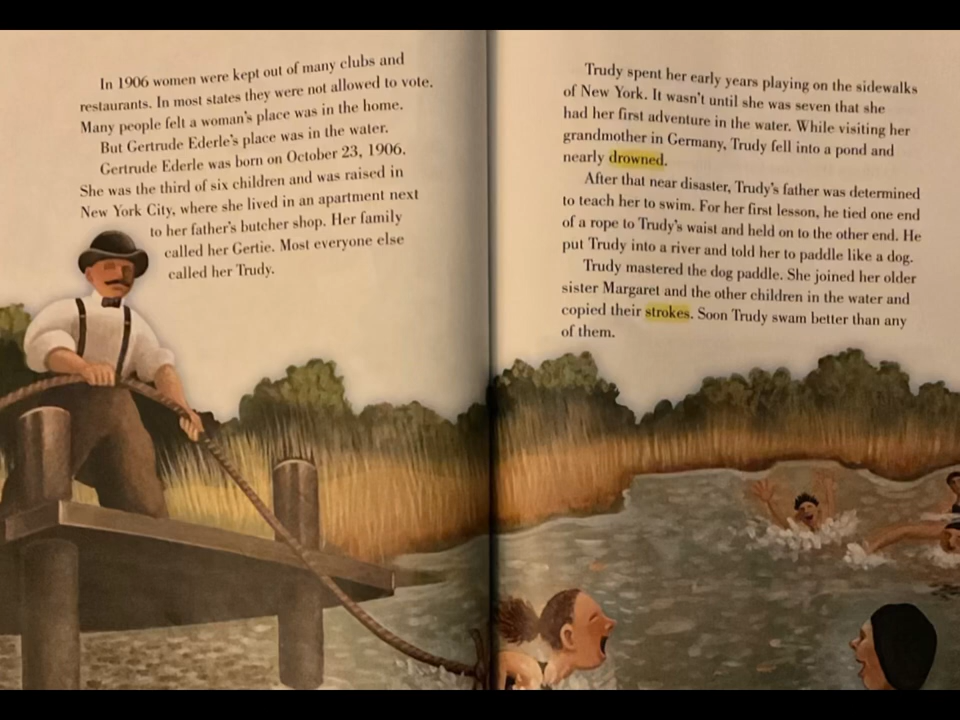 In 1906 women were kept out of many clubs and
restaurants. In most states they were not allowed to vote.
Many people felt a woman's place was in the home.
But Gertrude Ederle's place was in the water.
Gertrude Ederle was born on October 23, 1906.
She was the third of six children and was raised in
New York City, where she lived in an apartment next
to her father's butcher shop. Her family
called her Gertie. Most everyone else
called her Trudy.
Trudy spent her early years playing on the sidewalks
of New York. It wasn't until she was seven that she
had her first adventure in the water. While visiting her
grandmother in Germany, Trudy fell into a pond and
nearly drowned.
After that near disaster, Trudy's father was determined
to teach her to swim. For her first lesson, he tied one end
of a rope to Trudy's waist and held on to the other end. He
put Trudy into a river and told her to paddle like a dog.
Trudy mastered the dog paddle. She joined her older
sister Margaret and the other children in the water and
copied their strokes. Soon Trudy swam better than any
of them.